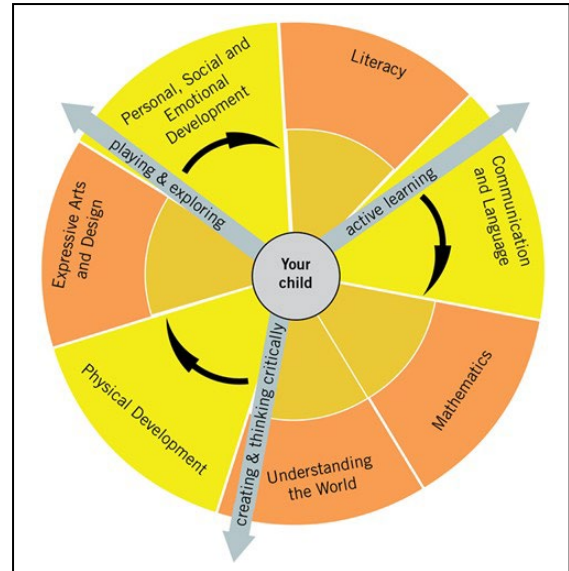 Personal, Social and
Emotional
Development
Literacy
Communication
and Language
Mathematics
Understanding
the World
Physical Development
Expressive Arts
and Design
playing & exploring
active learning
creating & thinking critically
Your
child